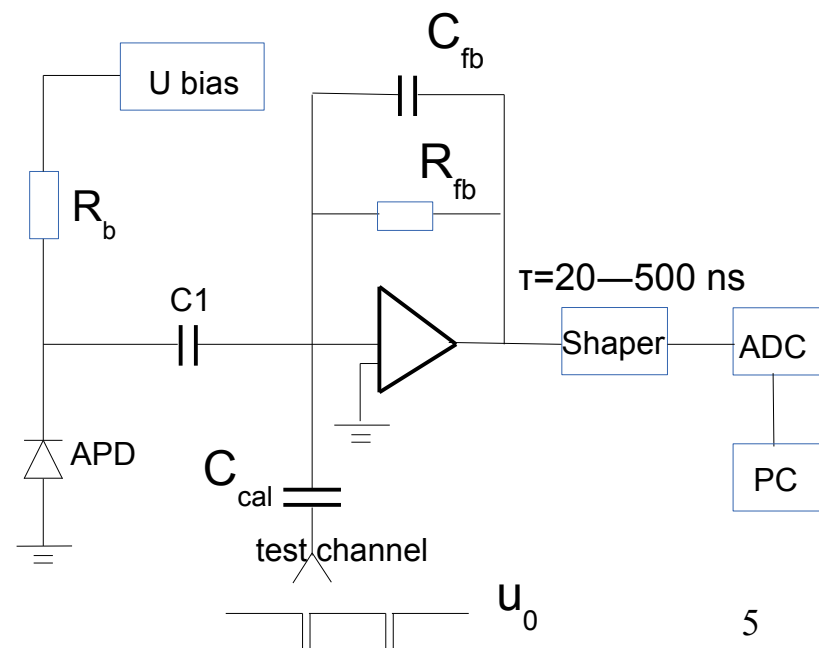 C_fb
U bias
R_fb
R_b
τ=20—500 ns
C1
Shaper
ADC
APD
C_cal
PC
test channel
u_0
5